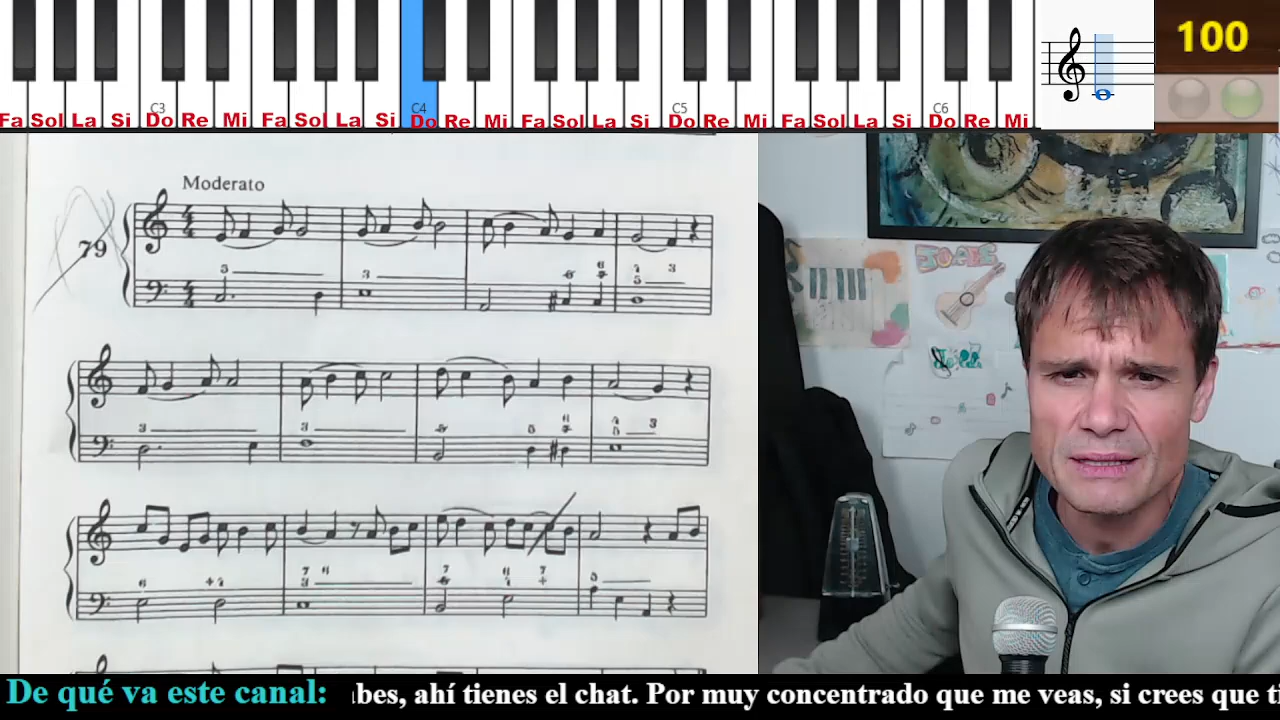 C3 C4 C5 C6
Fa Sol La Si Do Re Mi Fa Sol La Si Do Re Mi Fa Sol La Si Do Re Mi Fa Sol La Si Do Re Mi
100
Moderato
79
De qué va este canal: bes, ahí tienes el chat. Por muy concentrado que me veas, si crees que ti